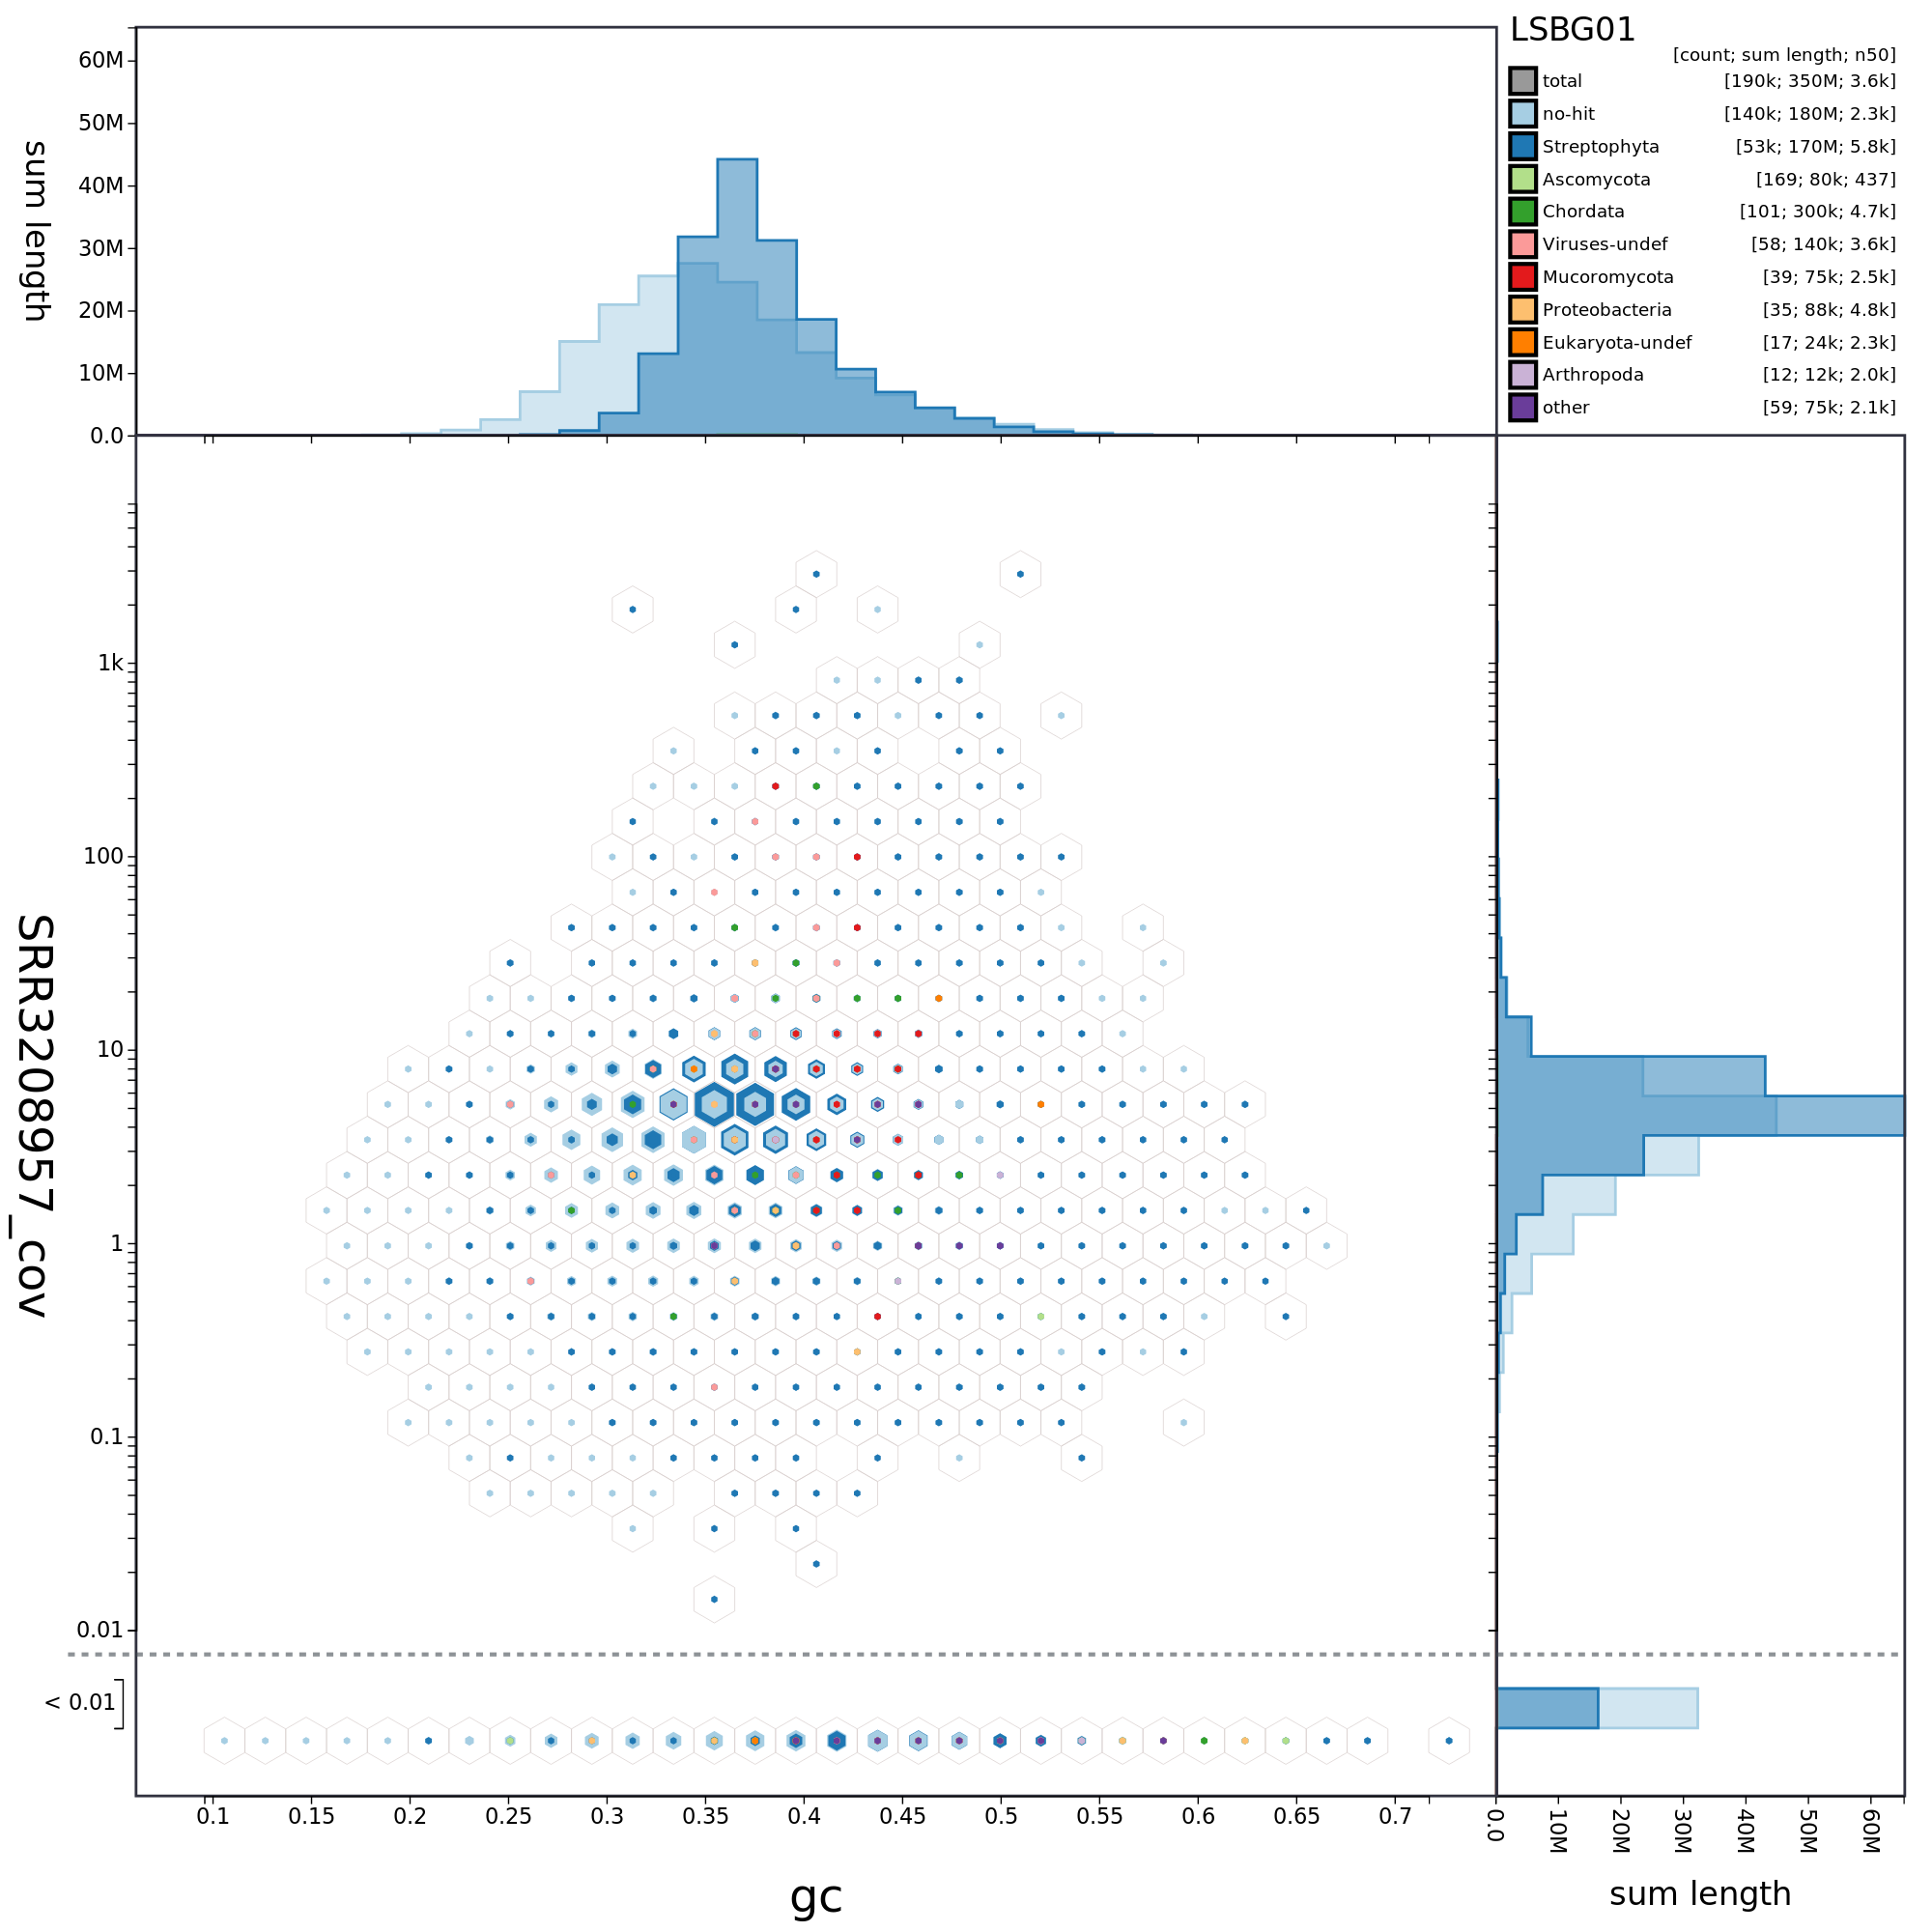 LSBG01
[count; sum length; n50]
total [190k; 350M; 3.6k]
no-hit [140k; 180M; 2.3k]
Streptophyta [53k; 170M; 5.8k]
Ascomycota [169; 80k; 437]
Chordata [101; 300k; 4.7k]
Viruses-undef [58; 140k; 3.6k]
Mucoromycota [39; 75k; 2.5k]
Proteobacteria [35; 88k; 4.8k]
Eukaryota-undef [17; 24k; 2.3k]
Arthropoda [12; 12k; 2.0k]
other [59; 75k; 2.1k]
sum length
60M
50M
40M
30M
20M
10M
0.0
SRR3208957_cov
1k
100
10
1
0.1
0.01
< 0.01
0.1 0.15 0.2 0.25 0.3 0.35 0.4 0.45 0.5 0.55 0.6 0.65 0.7
gc
0.0 10M 20M 30M 40M 50M 60M
sum length